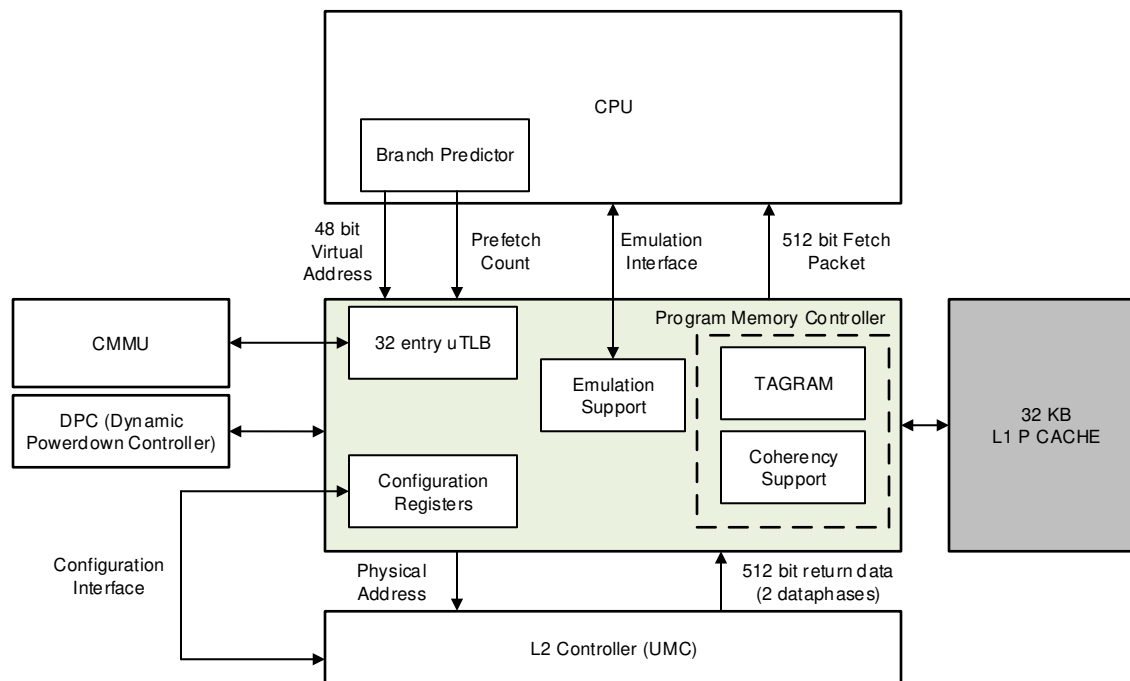 CPU
Branch Predictor
48 bit
Virtual
Address
Prefetch
Count
Emulation
Interface
512 bit Fetch
Packet
Program Memory Controller
CMMU
32 entry uTLB
TAGRAM
Emulation
Support
DPC (Dynamic
Powerdown Controller)
32 KB
L1 P CACHE
Coherency
Support
Configuration
Registers
Configuration
Interface
Physical
Address
512 bit return data
(2 dataphases)
L2 Controller (UMC)